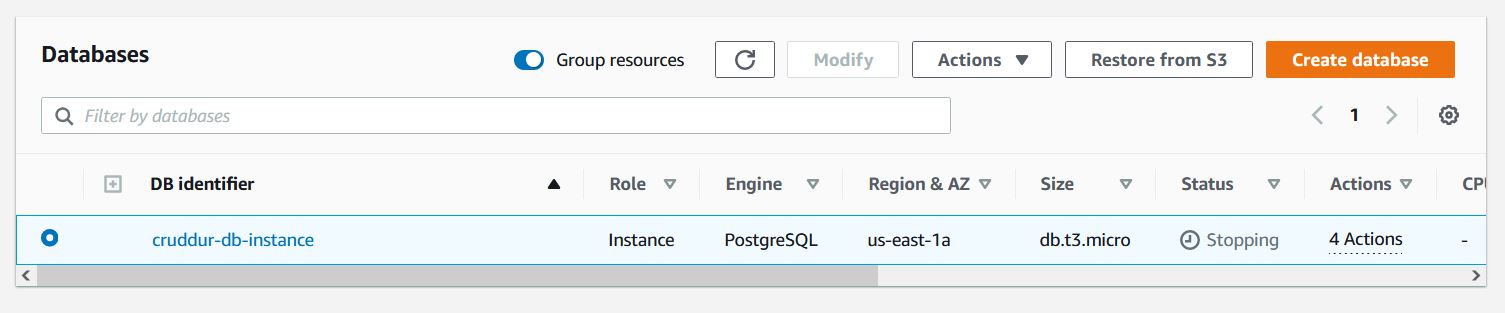 Databases
Group resources
Modify
Actions
Restore from S3
Create database
Filter by databases
1
DB identifier Role Engine Region & AZ Size Status Actions CPU
cruddur-db-instance Instance PostgreSQL us-east-1a db.t3.micro Stopping 4 Actions -